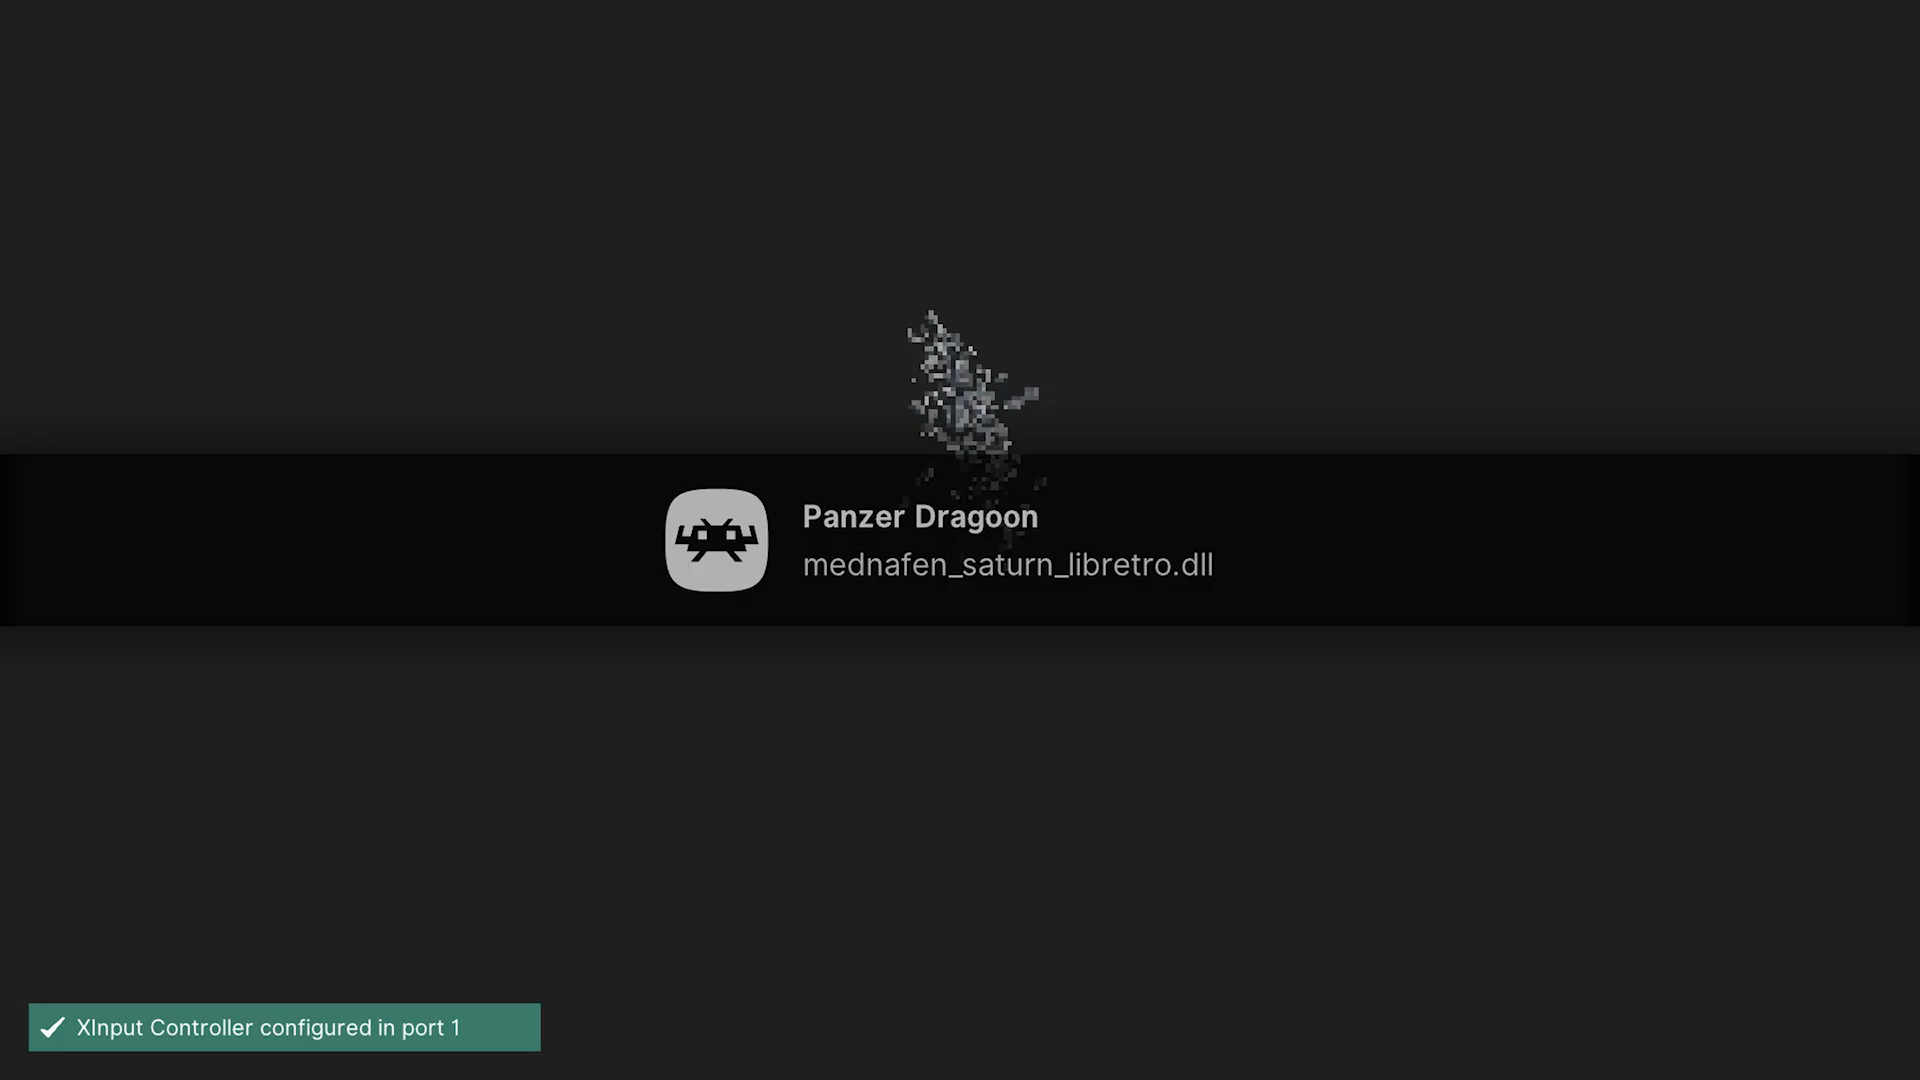 Panzer Dragoon
mednafen_saturn_libretro.dll
XInput Controller configured in port 1